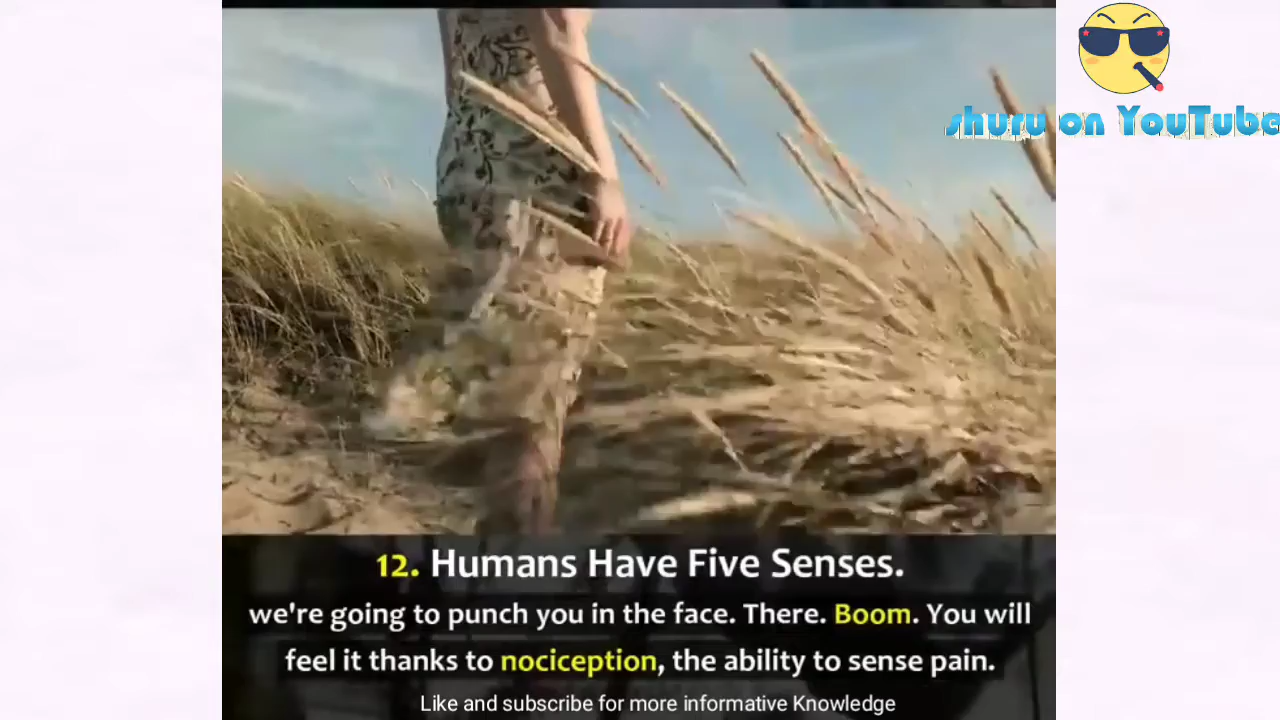 shuru on YouTube
12. Humans Have Five Senses.
we're going to punch you in the face. There. Boom. You will
feel it thanks to nociception, the ability to sense pain.
Like and subscribe for more informative Knowledge